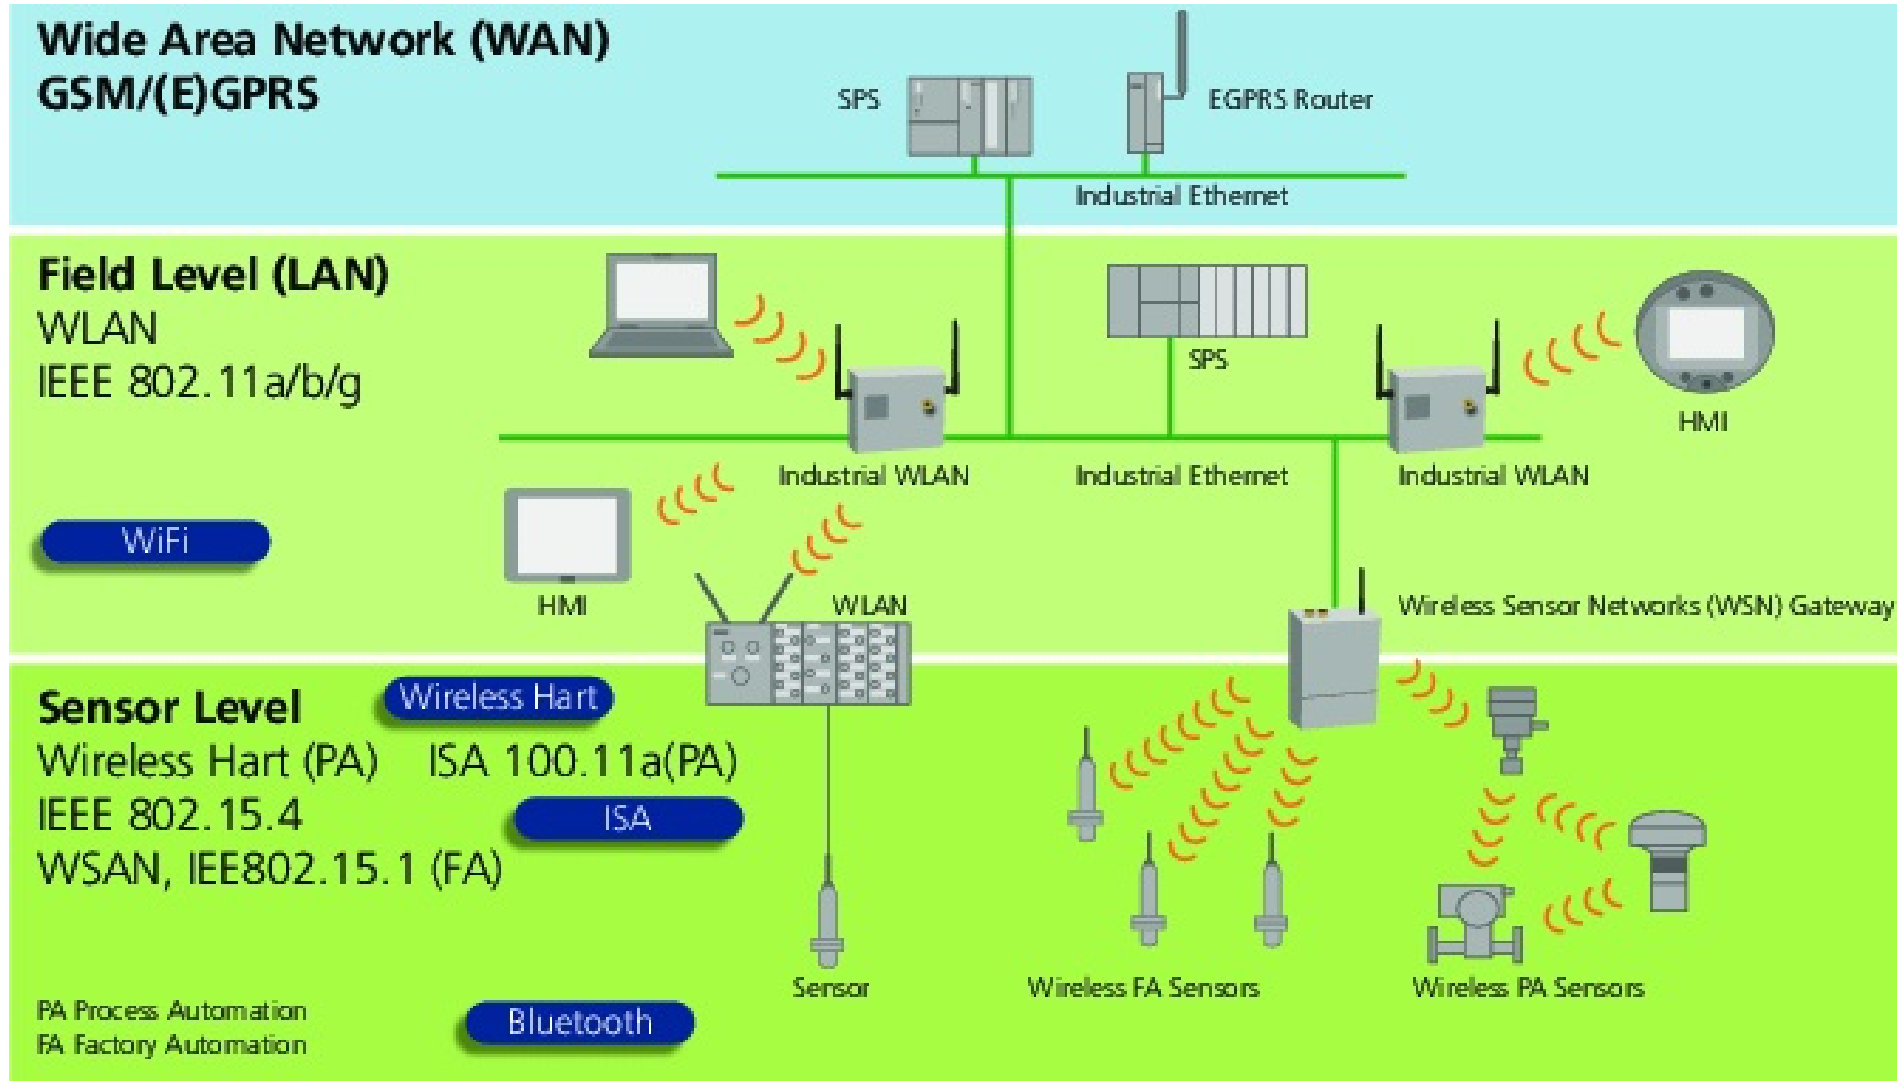 Wide Area Network (WAN)
GSM/(E)GPRS
SPS
EGPRS Router
Industrial Ethernet
Field Level (LAN)
WLAN
IEEE 802.11a/b/g
SPS
HMI
Industrial WLAN
Industrial Ethernet
Industrial WLAN
WiFi
HMI
WLAN
Wireless Sensor Networks (WSN) Gateway
Sensor Level
Wireless Hart
Wireless Hart (PA) ISA 100.11a(PA)
IEEE 802.15.4
ISA
WSAN, IEE802.15.1 (FA)
Sensor
Wireless FA Sensors
Wireless PA Sensors
PA Process Automation
FA Factory Automation
Bluetooth